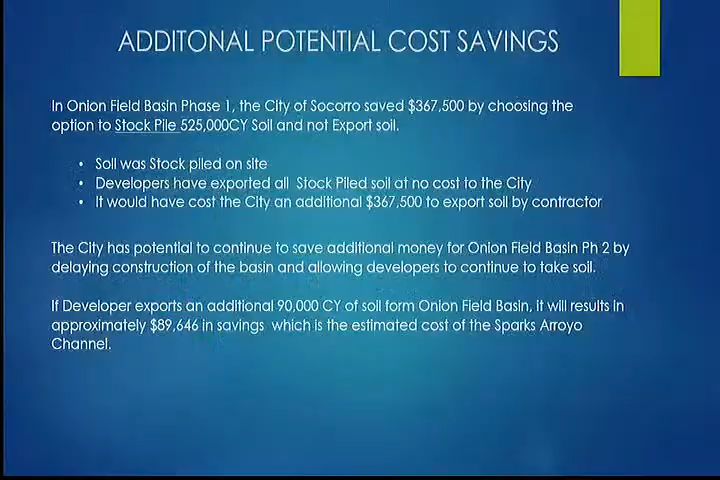 ADDITONAL POTENTIAL COST SAVINGS
In Onion Field Basin Phase 1, the City of Socorro saved $367,500 by choosing the
option to Stock Pile 525,000CY Soil and not Export soil.
• Soil was Stock piled on site
• Developers have exported all Stock Piled soil at no cost to the City
• It would have cost the City an additional $367,500 to export soil by contractor
The City has potential to continue to save additional money for Onion Field Basin Ph 2 by
delaying construction of the basin and allowing developers to continue to take soil.
If Developer exports an additional 90,000 CY of soil form Onion Field Basin, it will results in
approximately $89,646 in savings which is the estimated cost of the Sparks Arroyo
Channel.